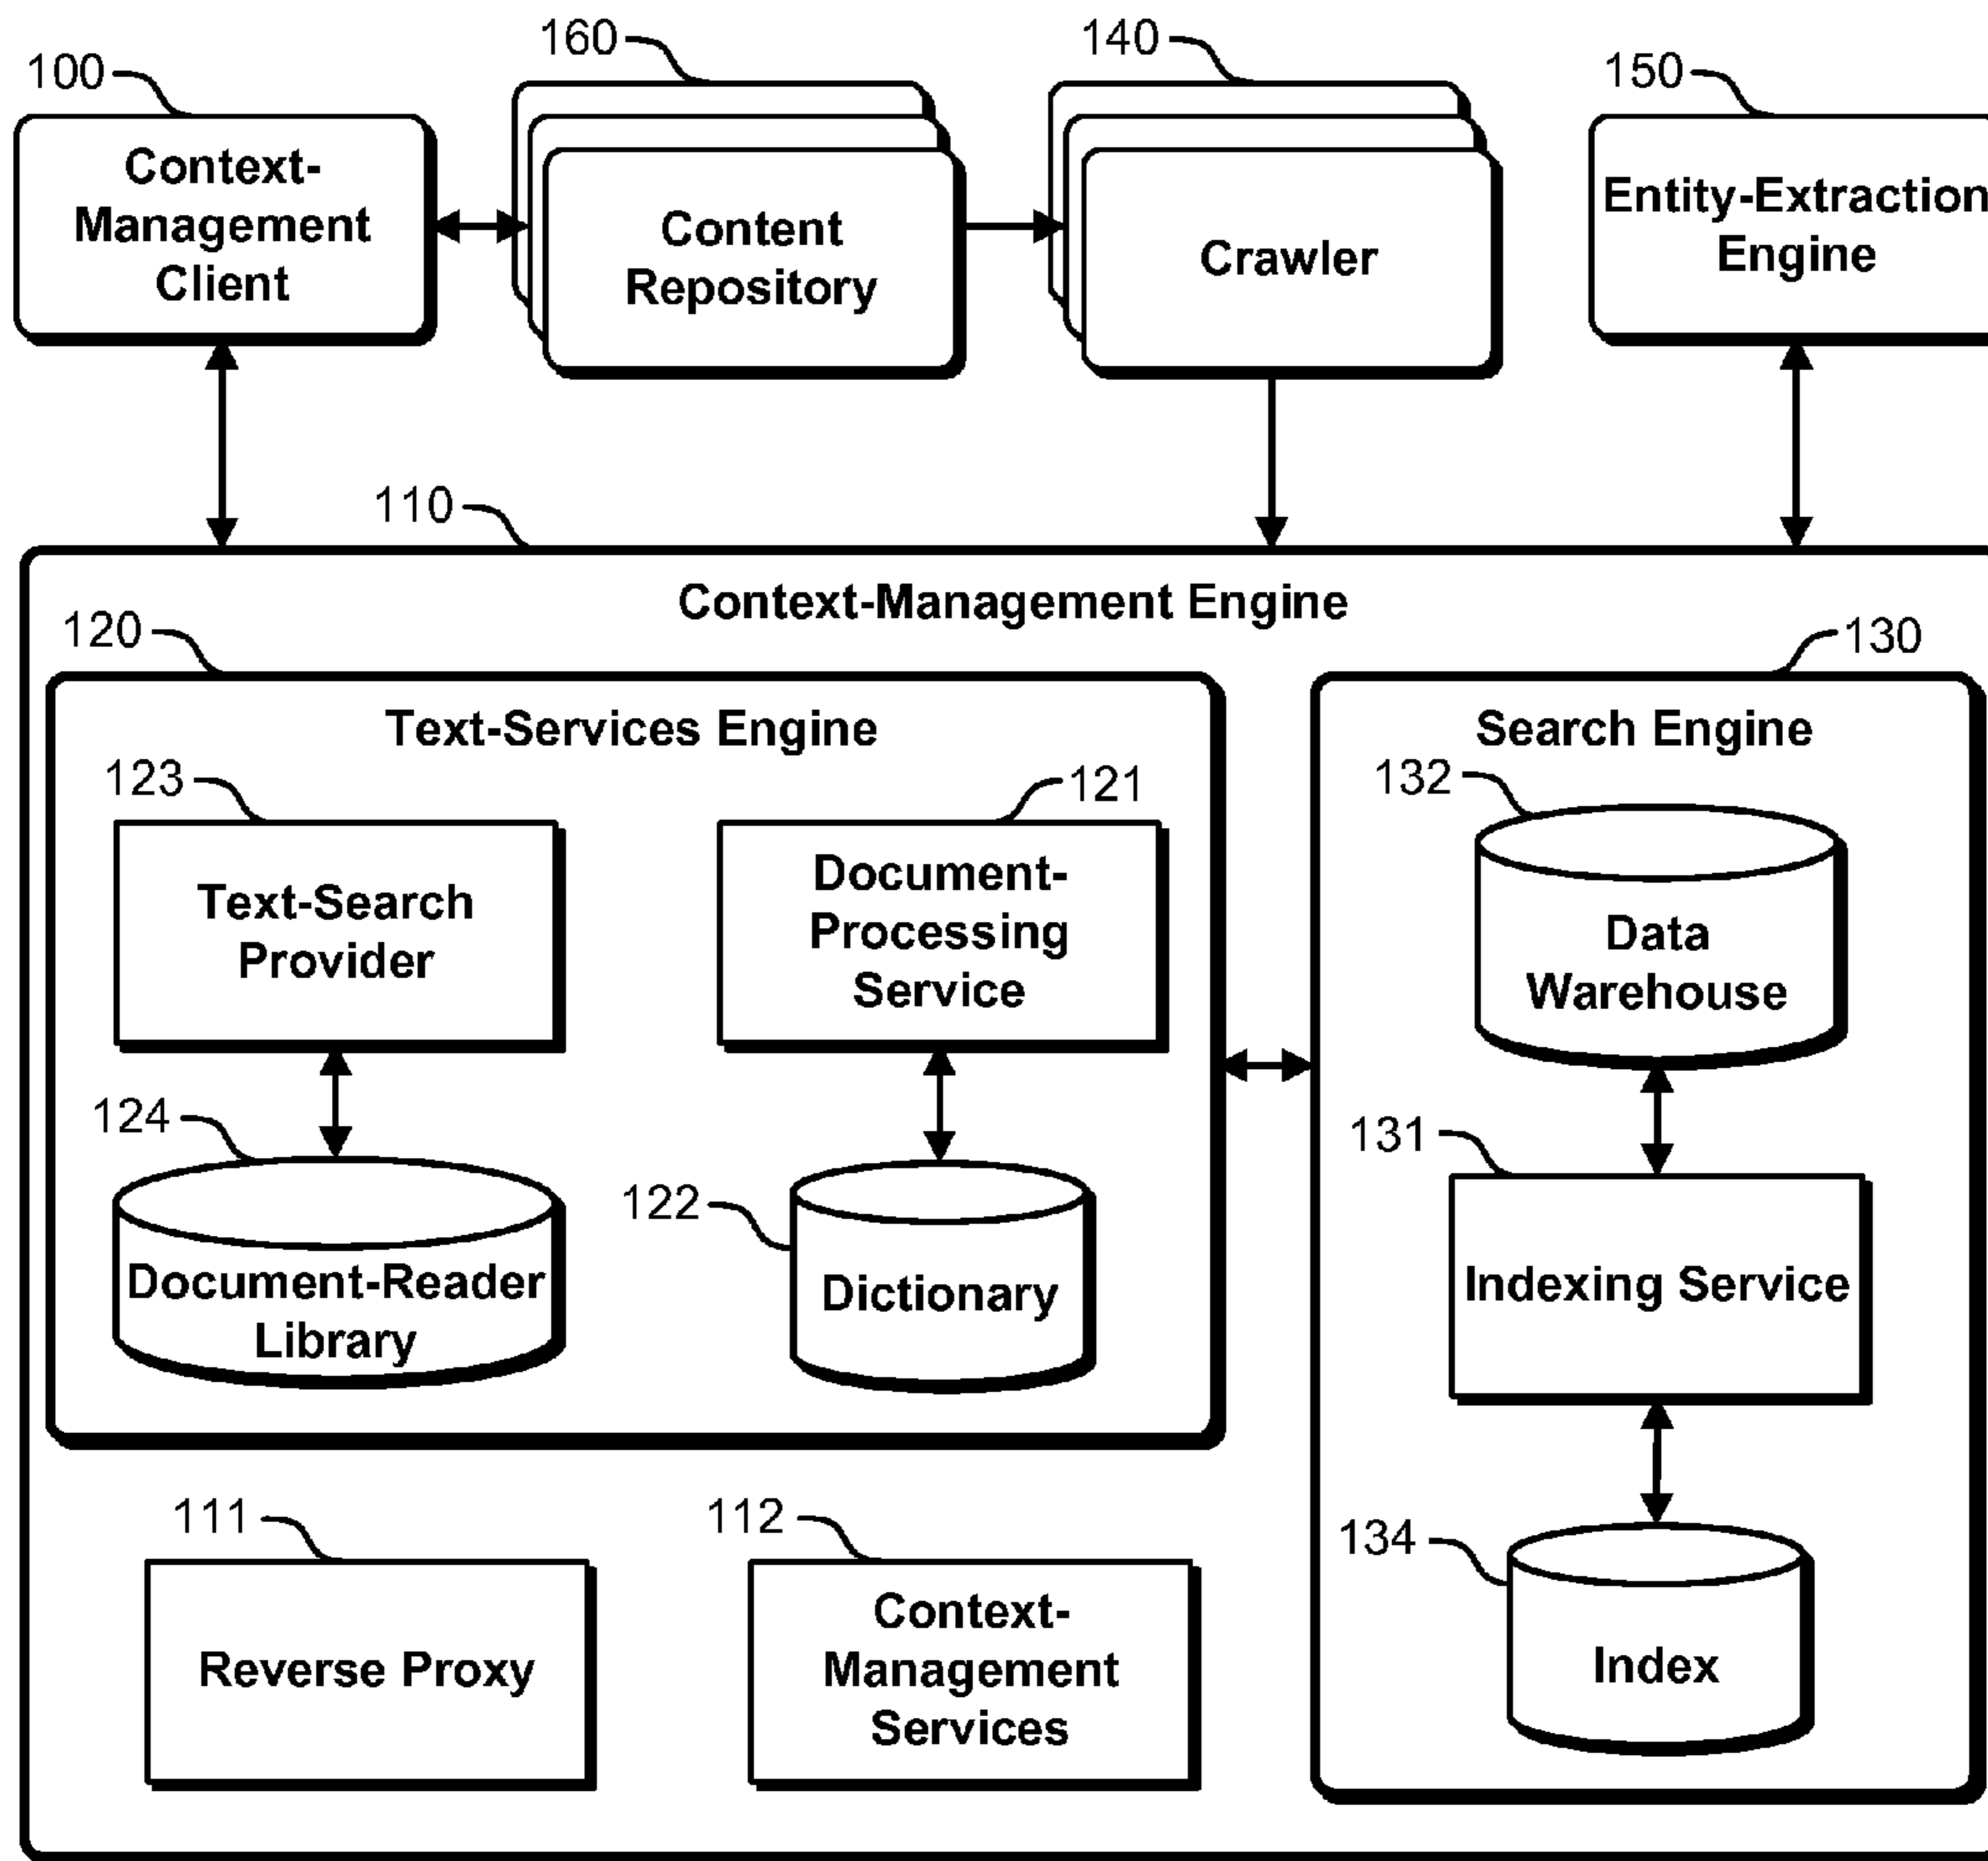 160
140
100
150
Context-
Management
Client
Content
Repository
Crawler
Entity-Extraction
Engine
110
Context-Management Engine
120
130
Text-Services Engine
Search Engine
123
121
132
Text-Search
Provider
Document-
Processing
Service
Data
Warehouse
124
122
131
Document-Reader
Library
Dictionary
Indexing Service
111
112
134
Reverse Proxy
Context-
Management
Services
Index